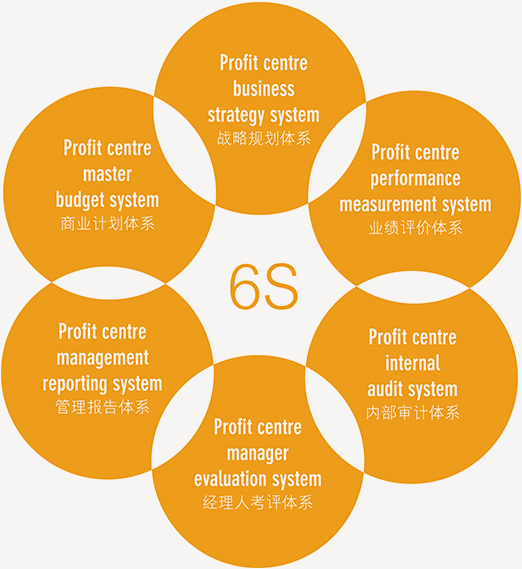 Profit centre
business
strategy system
战略规划体系
Profit centre
master
budget system
商业计划体系
Profit centre
performance
measurement system
业绩评价体系
6S
Profit centre
management
reporting system
管理报告体系
Profit centre
internal
audit system
内部审计体系
Profit centre
manager
evaluation system
经理人考评体系